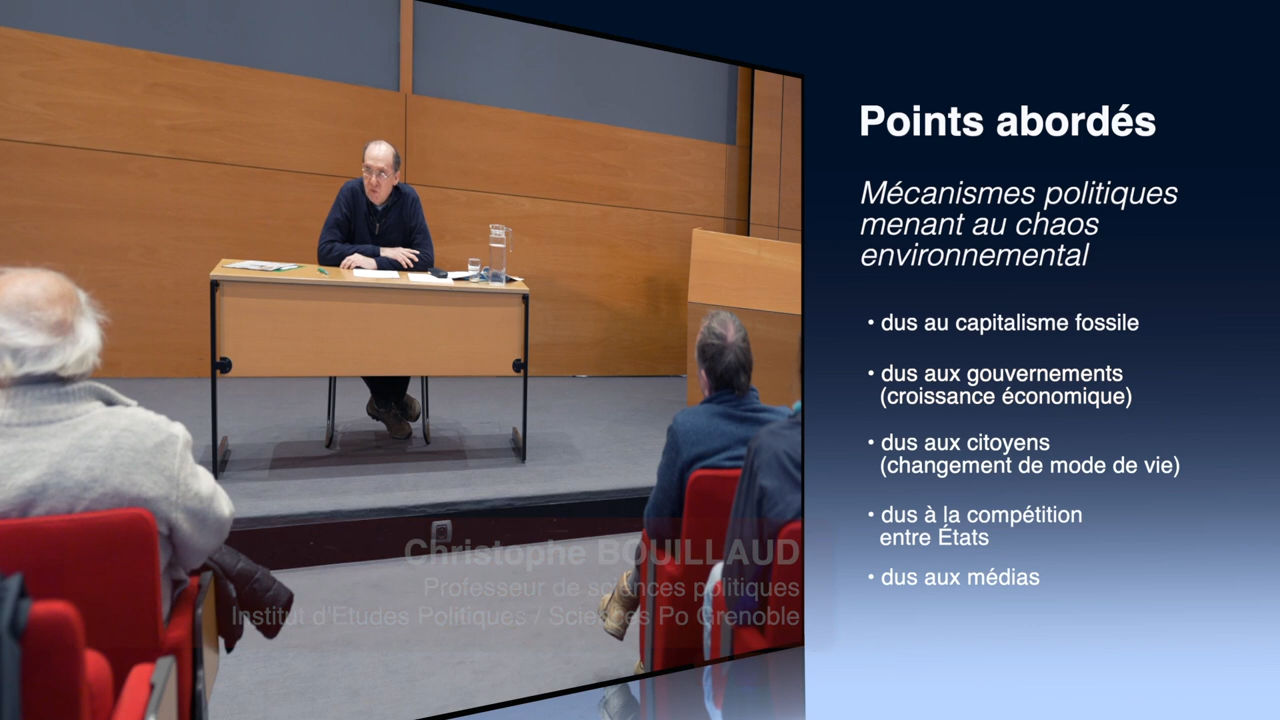 Points abordés
Mécanismes politiques
menant au chaos
environnemental
• dus au capitalisme fossile
• dus aux gouvernements
(croissance économique)
• dus aux citoyens
(changement de mode de vie)
• dus à la compétition
entre États
• dus aux médias
Christophe BOUILLAUD
Professeur de sciences politiques
Institut d'Etudes Politiques / Sciences Po Grenoble